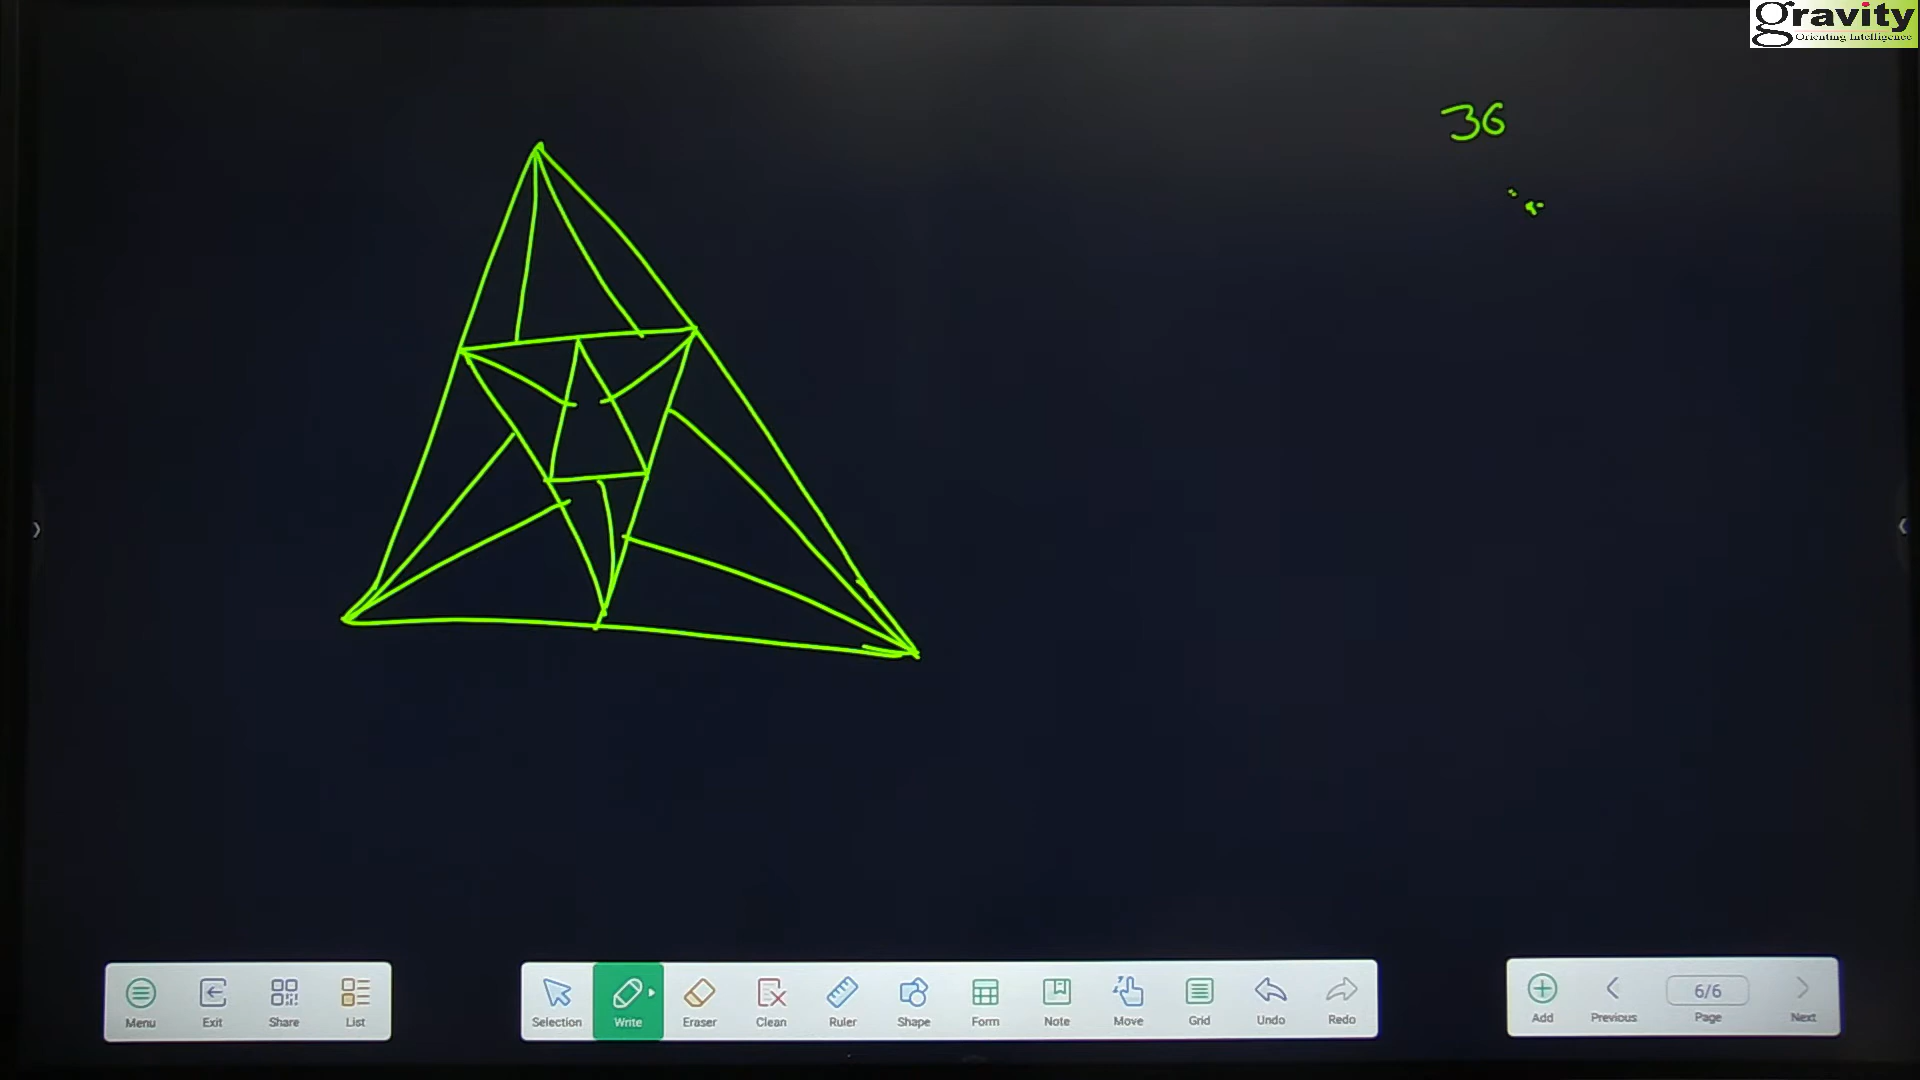 gravity
Orienting Intelligence
36
Menu
Exit
Share
List
Selection
Write
Eraser
Clean
Ruler
Shape
Form
Note
Move
Grid
Undo
Redo
Add
Previous
6/6
Page
Next